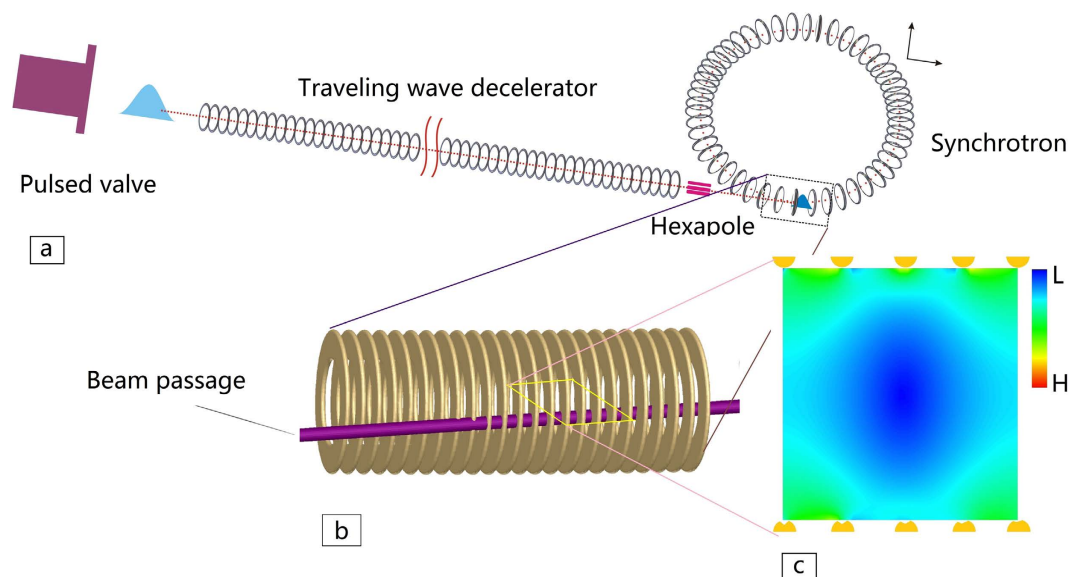 Traveling wave decelerator
Synchrotron
Pulsed valve
Hexapole
a
L
H
Beam passage
b
c